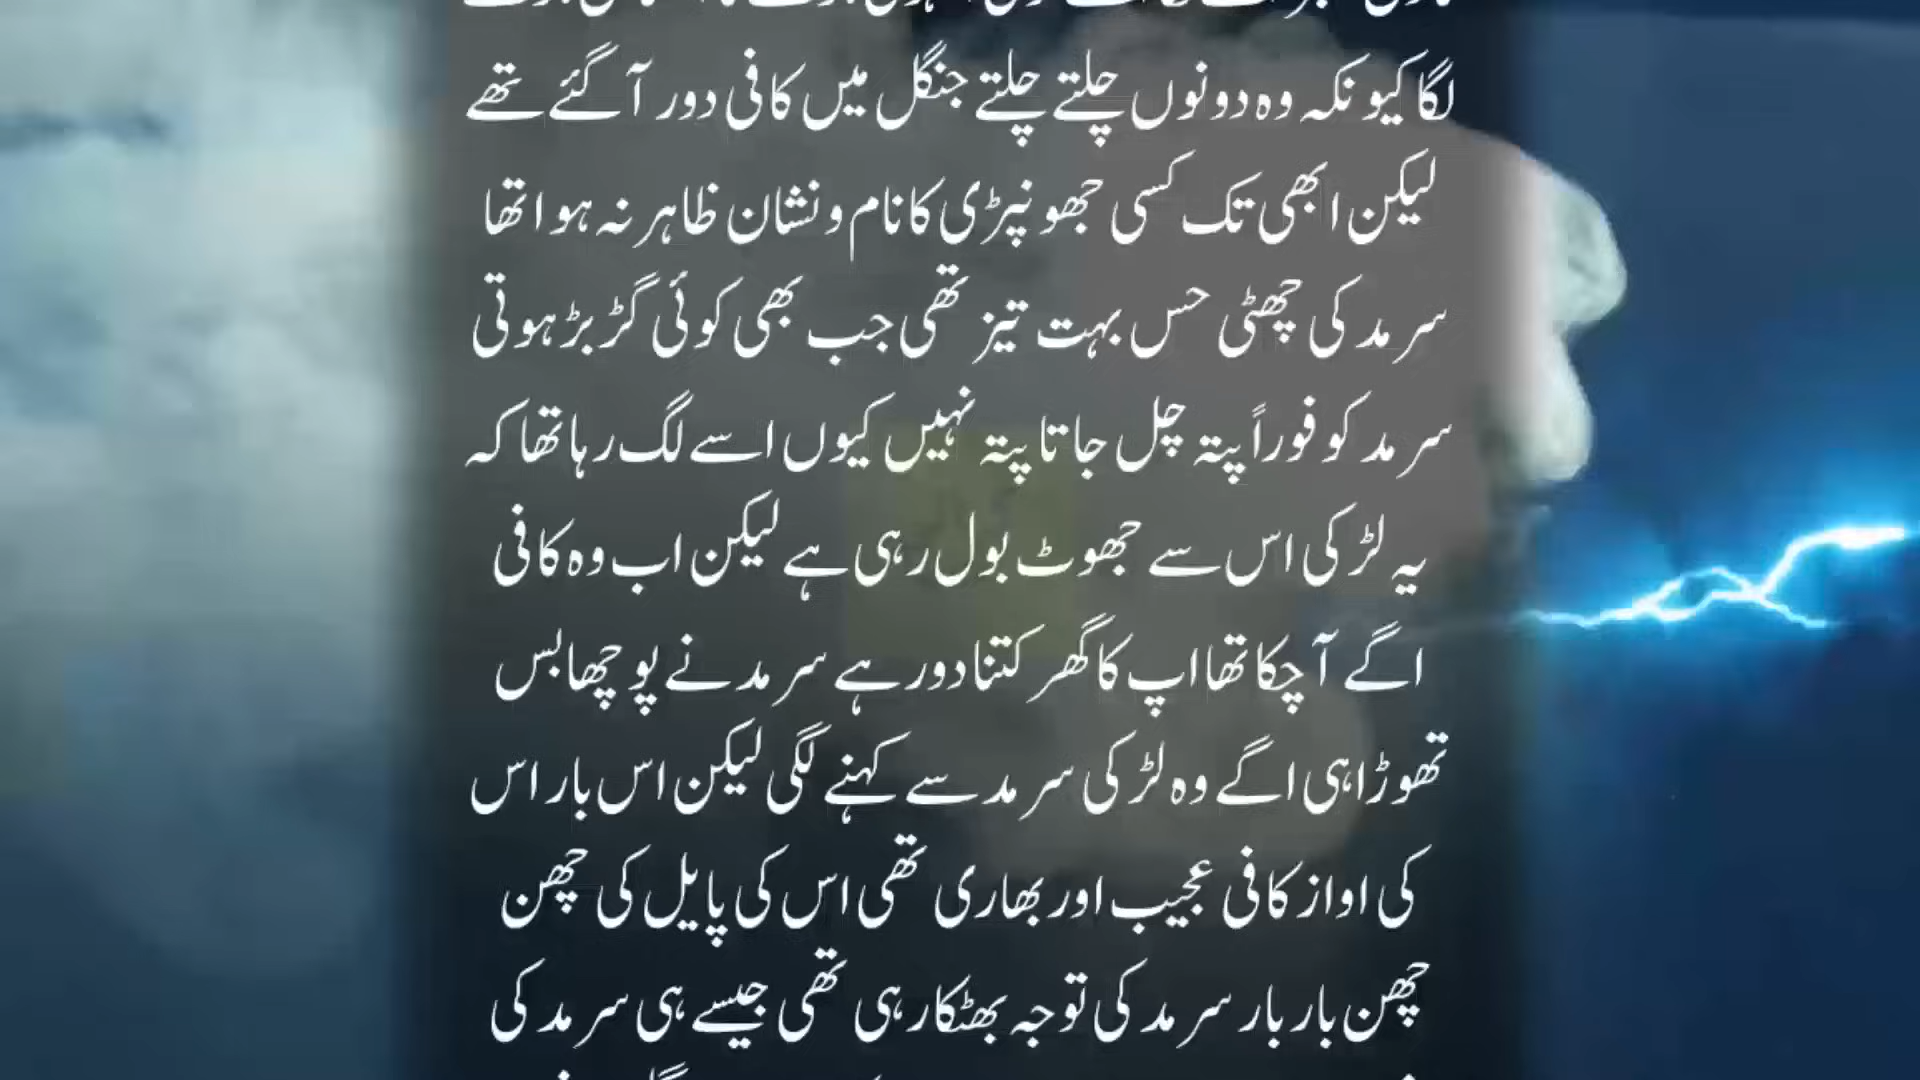 لگا کیونکہ وہ دونوں چلتے چلتے جنگل میں کافی دور آ گئے تھے
لیکن ابھی تک کسی جھونپڑی کا نام و نشان ظاہر نہ ہوا تھا
سرمد کی چھٹی حس بہت تیز تھی جب بھی کوئی گڑبڑ ہوتی
سرمد کو فوراً پتہ چل جاتا پتہ نہیں کیوں اسے لگ رہا تھا کہ
یہ لڑکی اس سے جھوٹ بول رہی ہے لیکن اب وہ کافی
اگے آ چکا تھا اپ کا گھر کتنا دور ہے سرمد نے پوچھا بس
تھوڑا ہی اگے وہ لڑکی سرمد سے کہنے لگی لیکن اس بار اس
کی اواز کافی عجیب اور بھاری تھی اس کی پایل کی چھن
چھن بار بار سرمد کی توجہ بھٹکا رہی تھی جیسے ہی سرمد کی